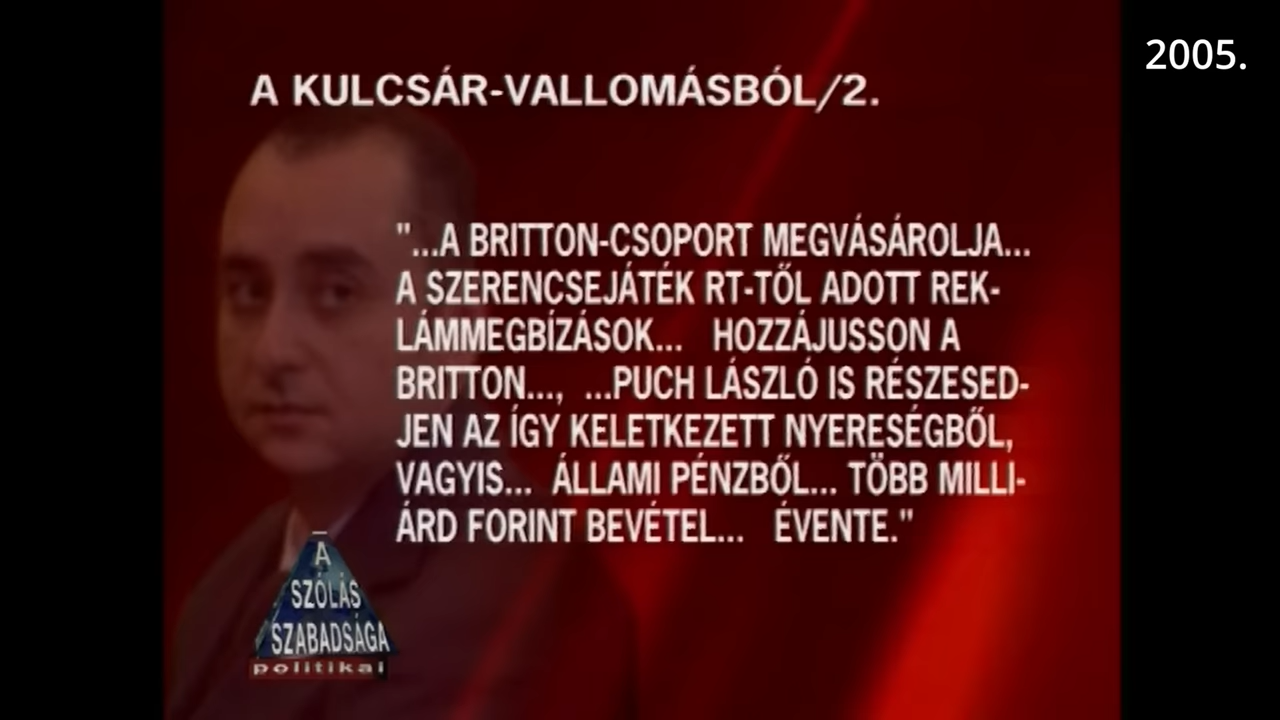 2005.
A KULCSÁR-VALLOMÁSBÓL/2.
"...A BRITTON-CSOPORT MEGVÁSÁROLJA...
A SZERENCSEJÁTÉK RT-TŐL ADOTT REK-
LÁMMEGBÍZÁSOK... HOZZÁJUSSON A
BRITTON..., ...PUCH LÁSZLÓ IS RÉSZESED-
JEN AZ ÍGY KELETKEZETT NYERESÉGBŐL,
VAGYIS... ÁLLAMI PÉNZBŐL... TÖBB MILLI-
ÁRD FORINT BEVÉTEL... ÉVENTE."
A
SZÓLÁS
SZABADSÁGA
politikai